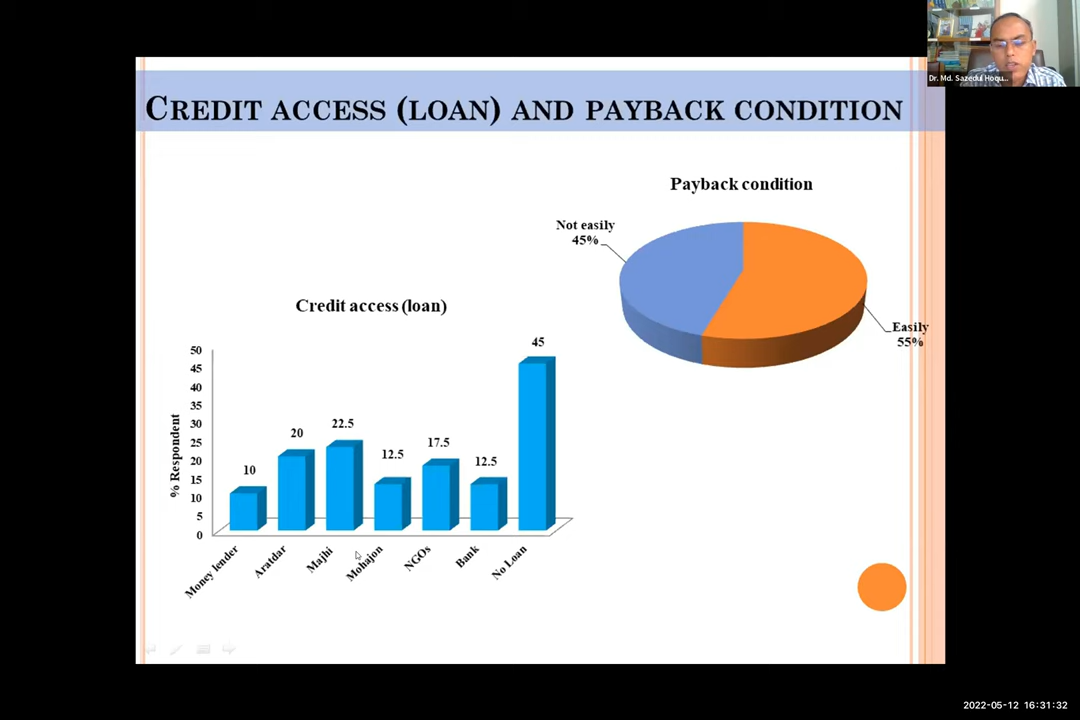 Dr. Md. Sazedul Hoqu...
CREDIT ACCESS (LOAN) AND PAYBACK CONDITION
Payback condition
Not easily
45%
Easily
55%
Credit access (loan)
% Respondent
50
45
40
35
30
25
20
15
10
5
0
10
20
22.5
12.5
17.5
12.5
45
Money lender
Aratdar
Majhi
Mohajon
NGOs
Bank
No Loan
2022-05-12 16:31:32